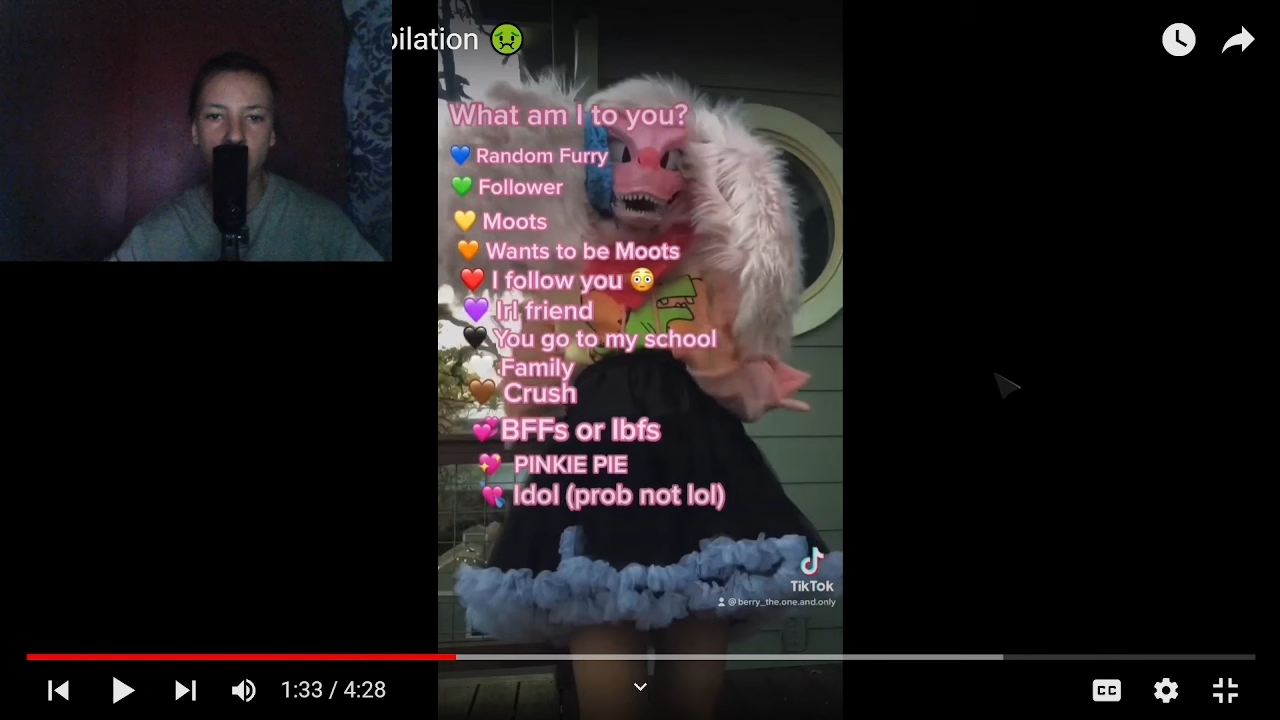 pilation 🤢
What am I to you?
💙 Random Furry
💚 Follower
💛 Moots
🧡 Wants to be Moots
❤️ I follow you 😳
💜 Irl friend
🖤 You go to my school
Family
🤎 Crush
💞 BFFs or Ibfs
💖 PINKIE PIE
💘 Idol (prob not lol)
TikTok
@berry_the.one.and.only
1:33 / 4:28
CC